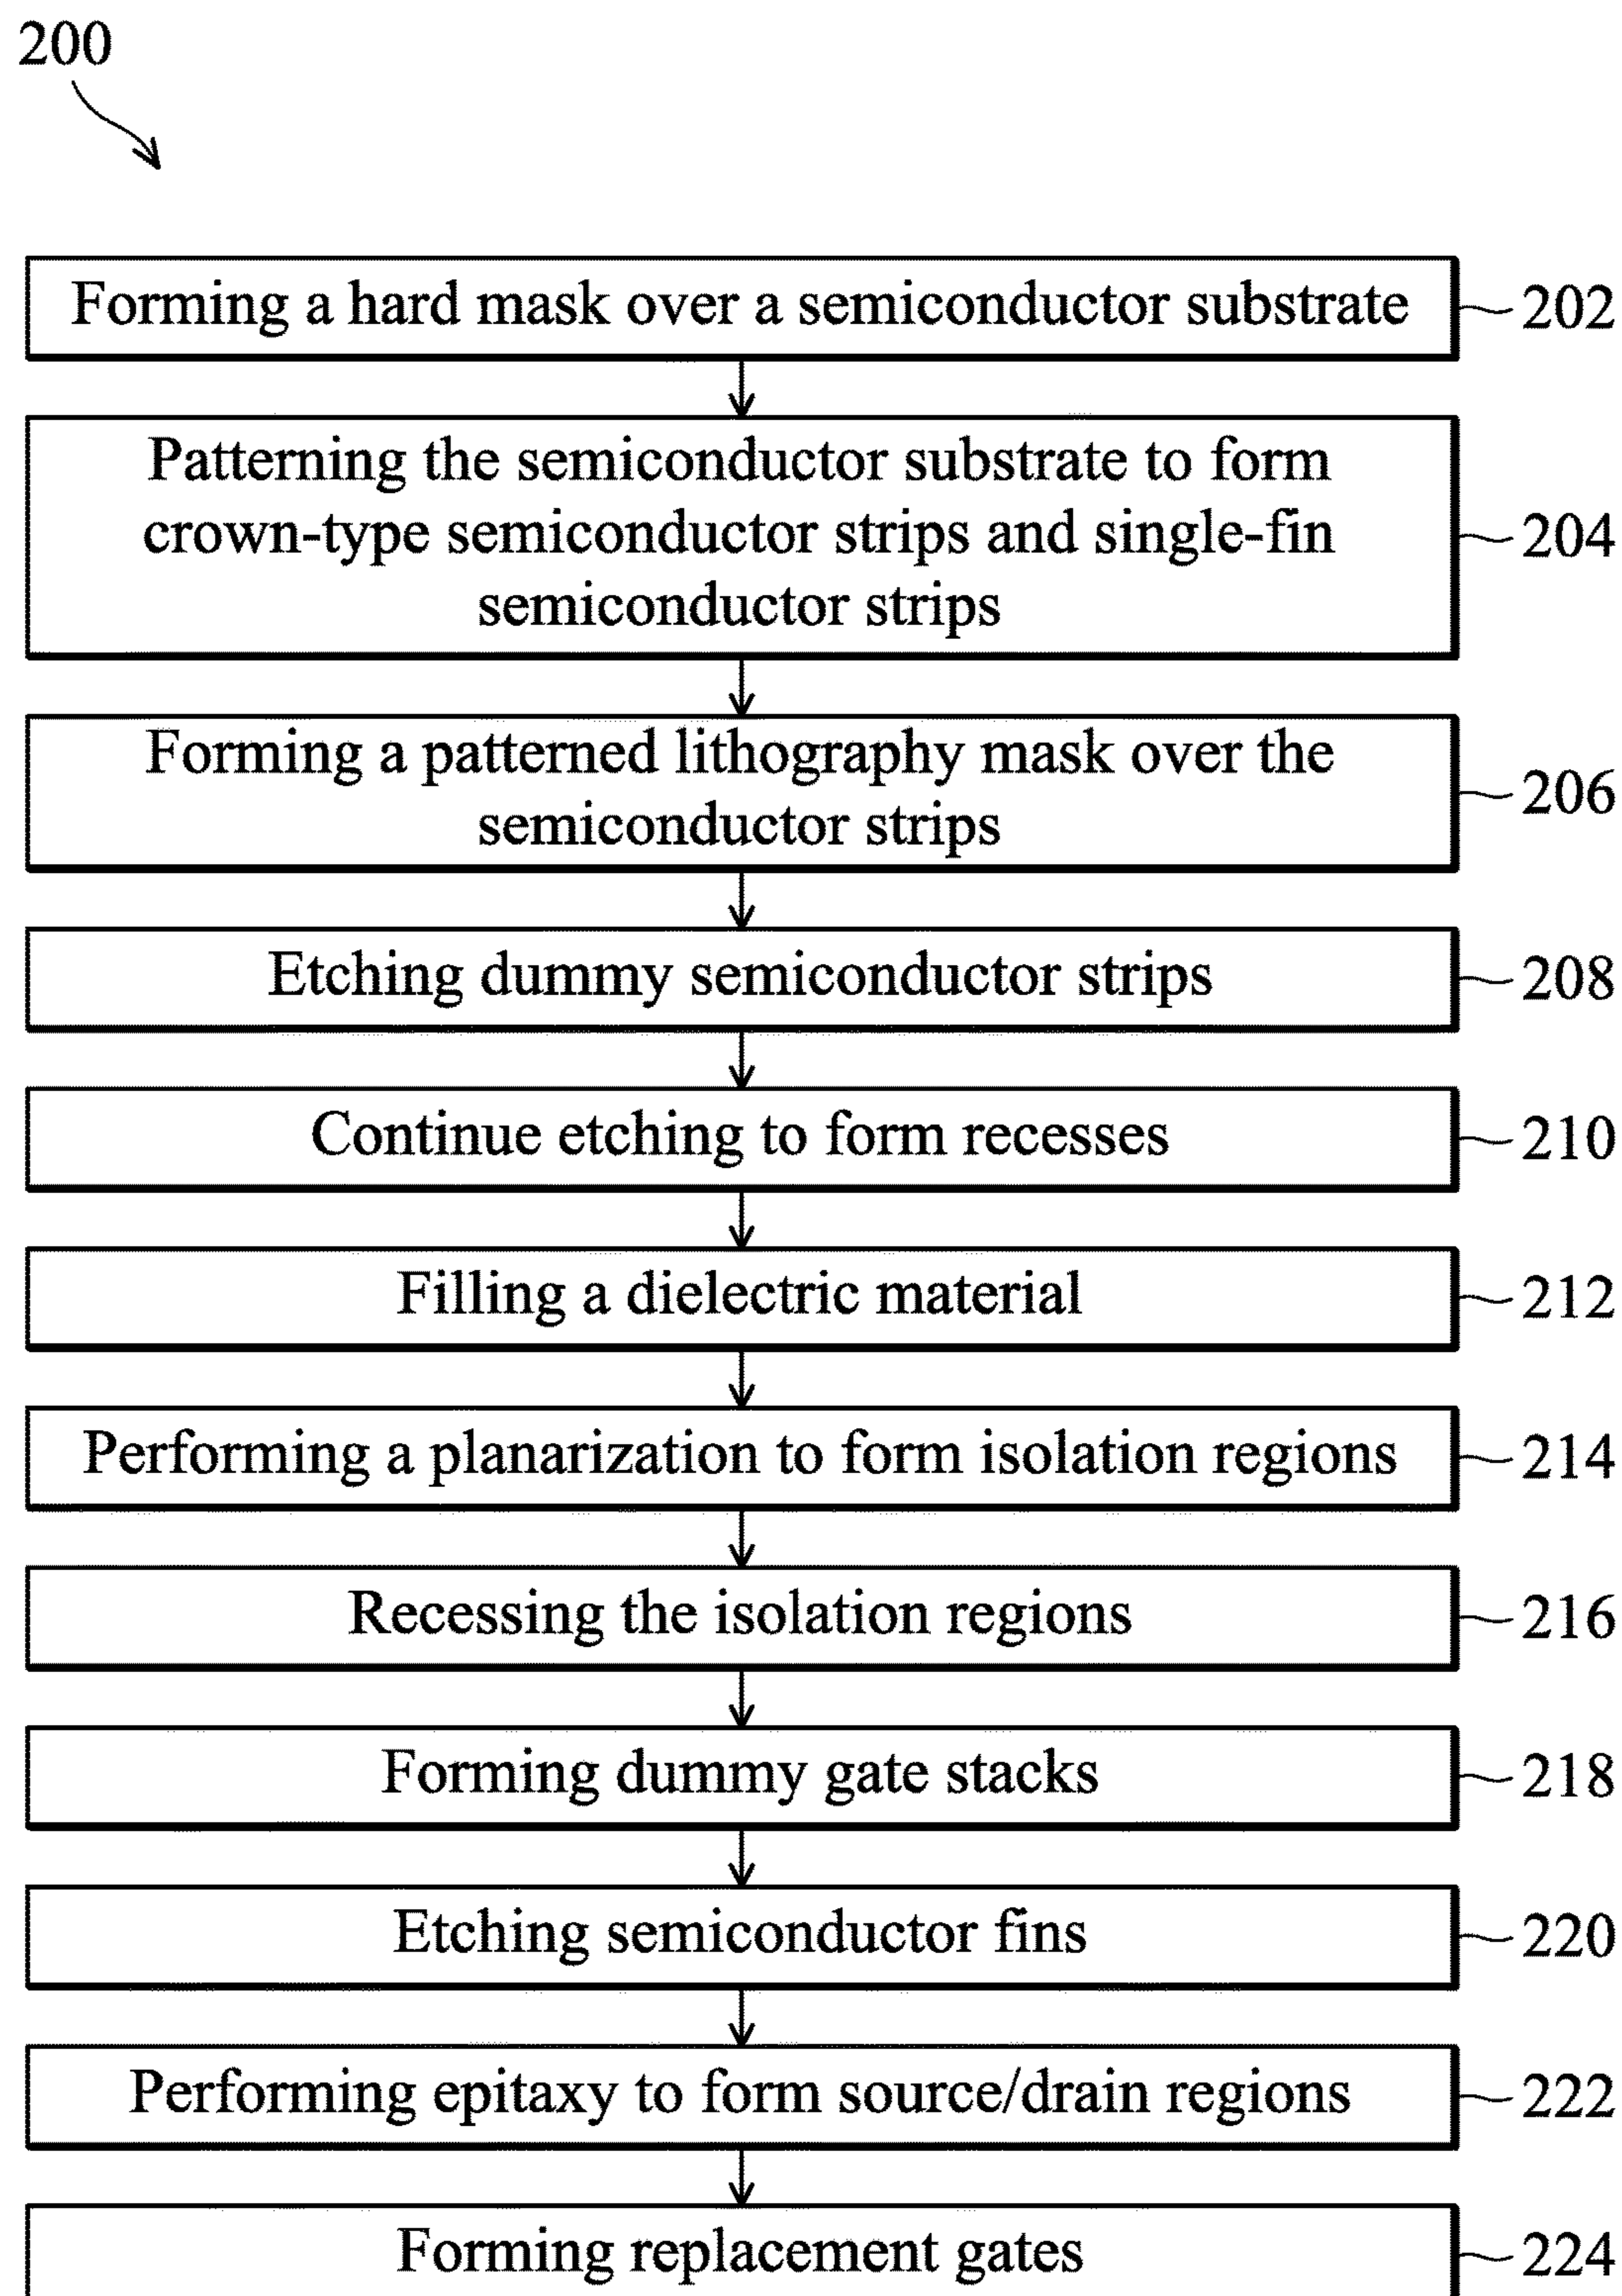 200
Forming a hard mask over a semiconductor substrate
202
Patterning the semiconductor substrate to form
crown-type semiconductor strips and single-fin
semiconductor strips
204
Forming a patterned lithography mask over the
semiconductor strips
206
Etching dummy semiconductor strips
208
Continue etching to form recesses
210
Filling a dielectric material
212
Performing a planarization to form isolation regions
214
Recessing the isolation regions
216
Forming dummy gate stacks
218
Etching semiconductor fins
220
Performing epitaxy to form source/drain regions
222
Forming replacement gates
224